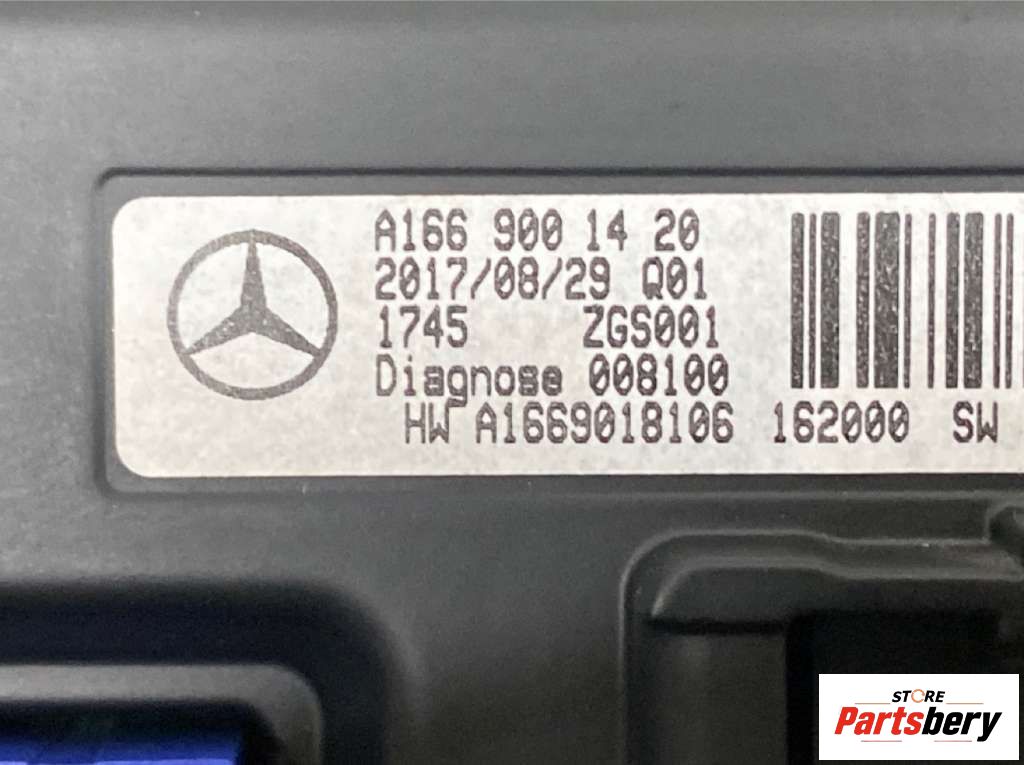 A166 900 14 20
2017/08/29 Q01
1745 ZGS001
Diagnose 008100
HW A1669018106 162000 SW
STORE
Partsbery